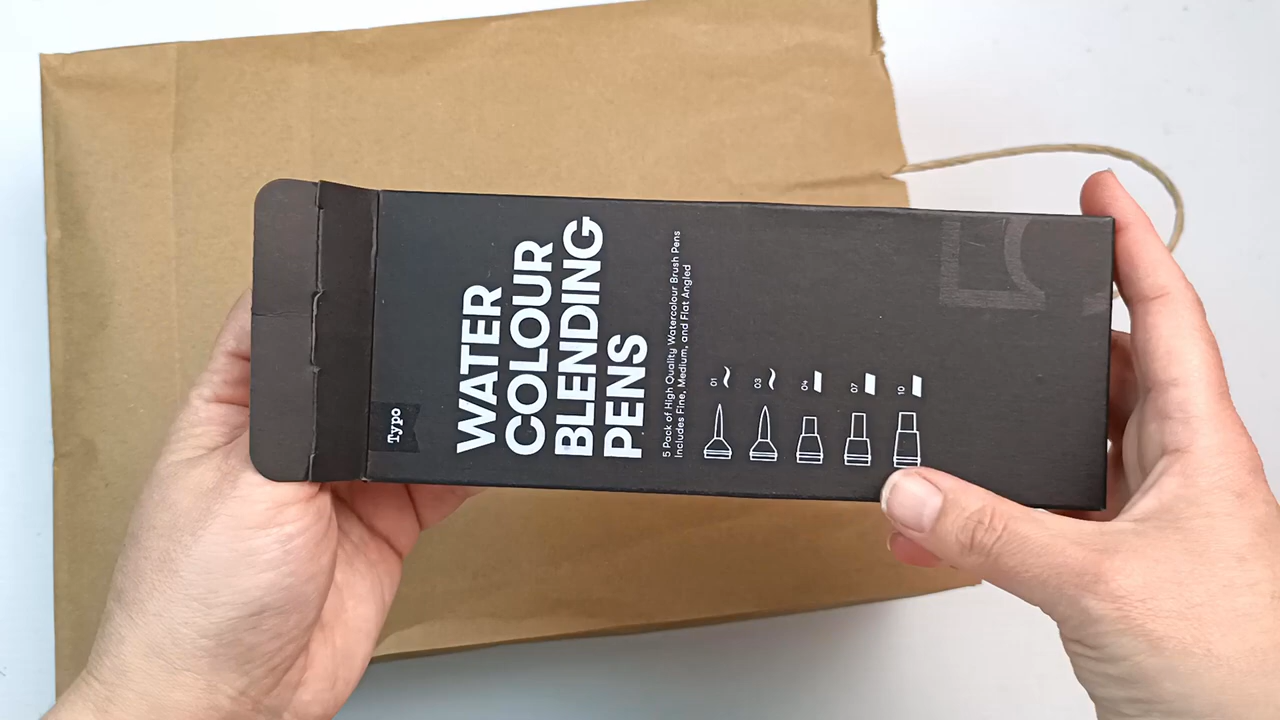 Typo
WATER
COLOUR
BLENDING
PENS
5 Pack of High Quality Watercolour Brush Pens
Includes Fine, Medium, and Flat Angled
01
03
04
07
10
5